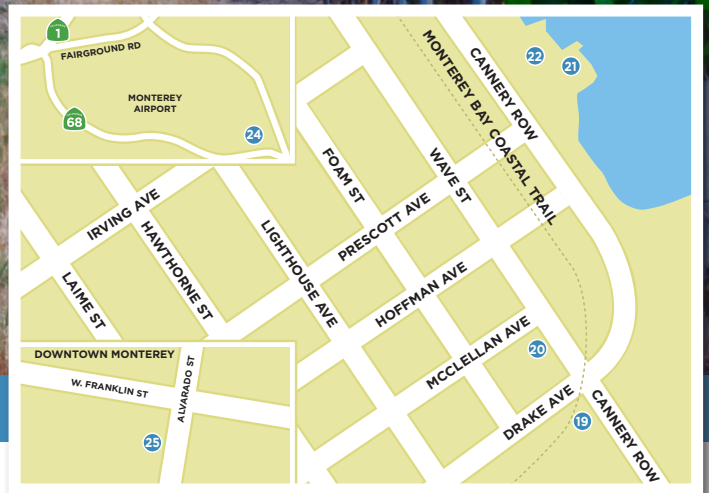 1
FAIRGROUND RD
MONTEREY
AIRPORT
68
24
22
21
CANNERY ROW
MONTEREY BAY COASTAL TRAIL
FOAM ST
WAVE ST
IRVING AVE
PRESCOTT AVE
HAWTHORNE ST
LIGHTHOUSE AVE
LAIME ST
HOFFMAN AVE
MCCLELLAN AVE
20
DRAKE AVE
19
CANNERY ROW
DOWNTOWN MONTEREY
W. FRANKLIN ST
ALVARADO ST
25